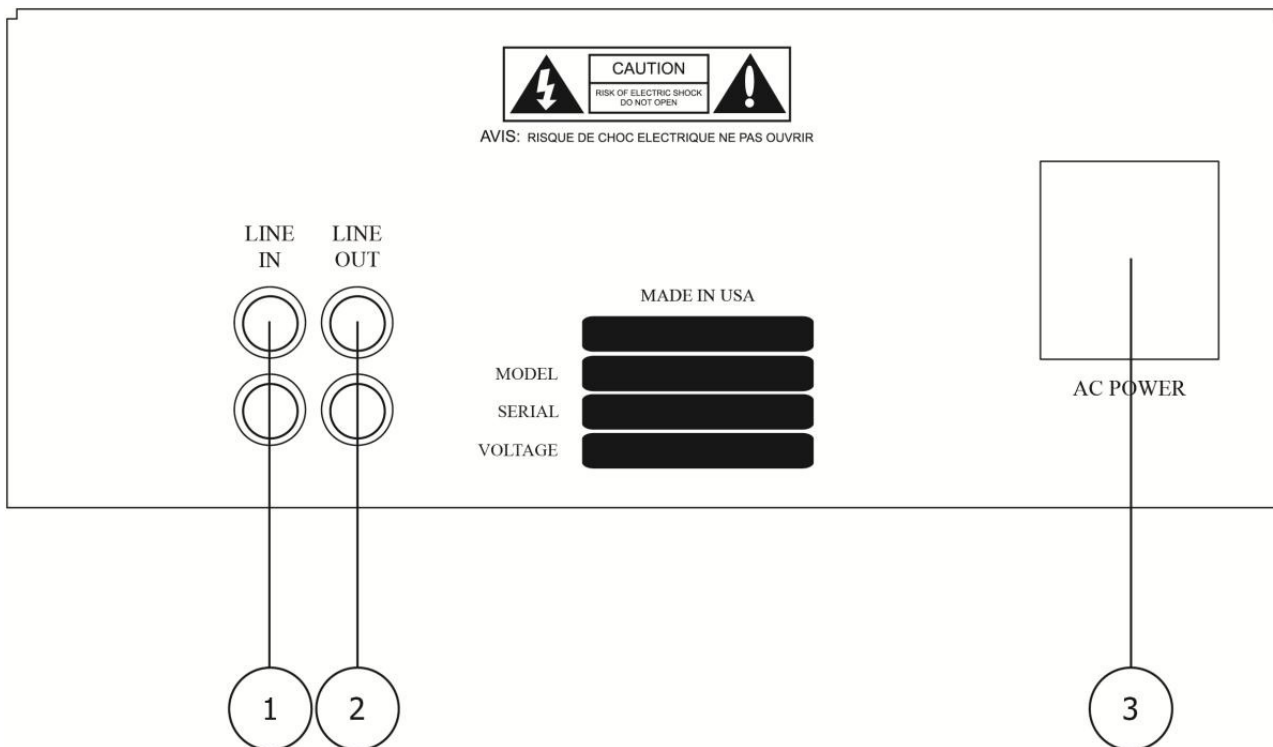 CAUTION
RISK OF ELECTRIC SHOCK
DO NOT OPEN
AVIS: RISQUE DE CHOC ELECTRIQUE NE PAS OUVRIR
LINE
IN
LINE
OUT
MADE IN USA
MODEL
SERIAL
VOLTAGE
AC POWER
1
2
3